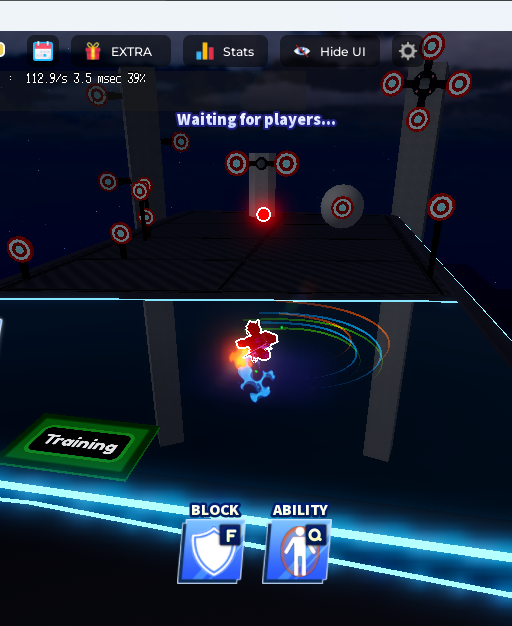 EXTRA
Stats
Hide UI
: 112.9/s 3.5 msec 39%
Waiting for players...
Training
BLOCK
ABILITY
F
Q